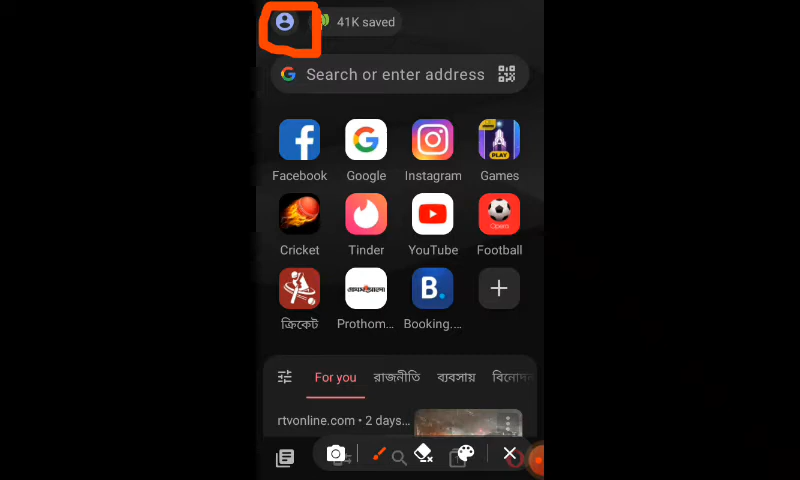 41K saved
Search or enter address
Facebook Google Instagram Games
Cricket Tinder YouTube Football
ক্রিকেট Prothom... Booking....
For you রাজনীতি ব্যবসায় বিনোদন
rtvonline.com • 2 days...